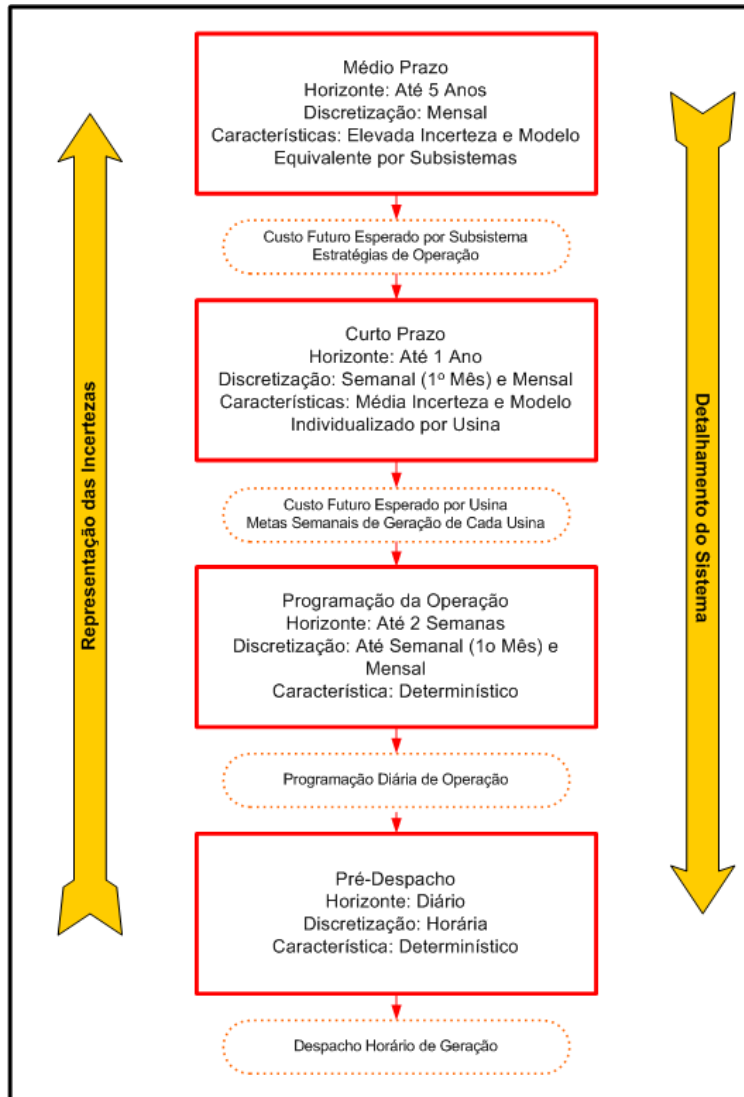 Médio Prazo
Horizonte: Até 5 Anos
Discretização: Mensal
Características: Elevada Incerteza e Modelo
Equivalente por Subsistemas
Custo Futuro Esperado por Subsistema
Estratégias de Operação
Curto Prazo
Horizonte: Até 1 Ano
Discretização: Semanal (1º Mês) e Mensal
Características: Média Incerteza e Modelo
Individualizado por Usina
Custo Futuro Esperado por Usina
Metas Semanais de Geração de Cada Usina
Programação da Operação
Horizonte: Até 2 Semanas
Discretização: Até Semanal (1o Mês) e
Mensal
Característica: Determinístico
Programação Diária de Operação
Pré-Despacho
Horizonte: Diário
Discretização: Horária
Característica: Determinístico
Despacho Horário de Geração
Representação das Incertezas
Detalhamento do Sistema